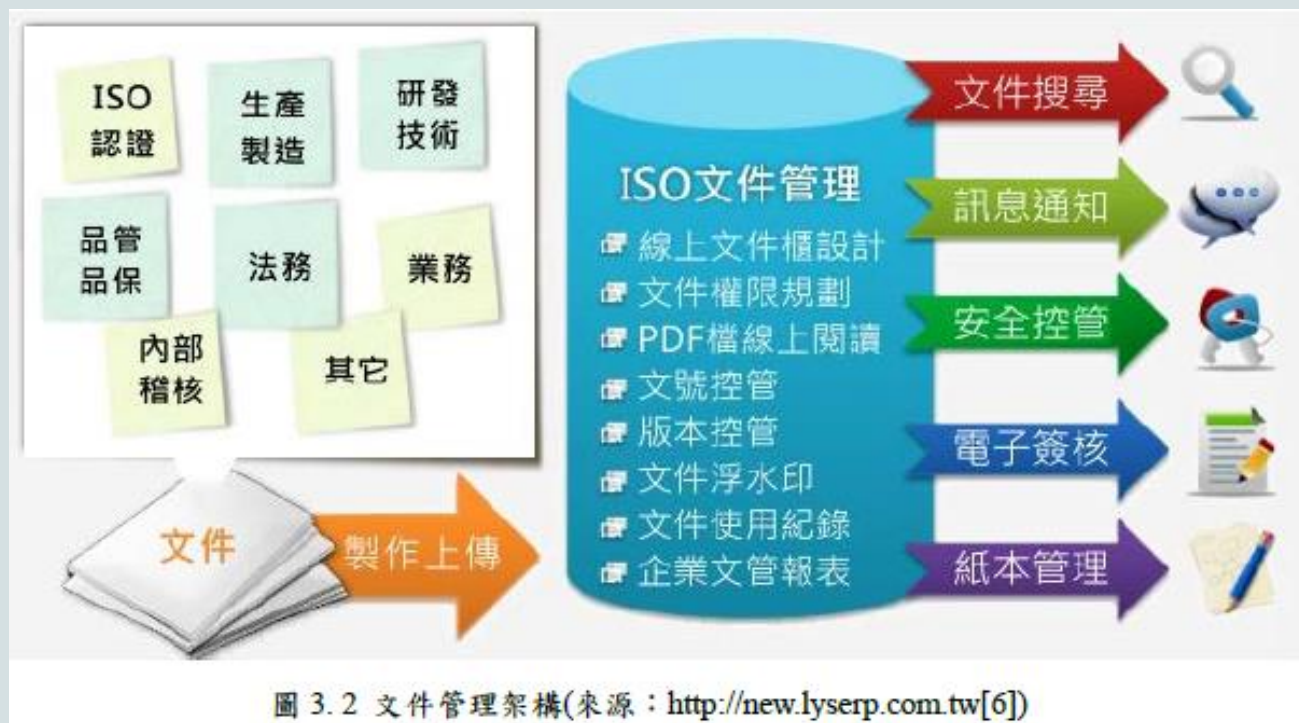 ISO
認證
生產
製造
研發
技術
品管
品保
法務
業務
內部
稽核
其它
文件
製作上傳
ISO文件管理
線上文件櫃設計
文件權限規劃
PDF檔線上閱讀
文號控管
版本控管
文件浮水印
文件使用紀錄
企業文管報表
文件搜尋
訊息通知
安全控管
電子簽核
紙本管理
圖 3.2 文件管理架構(來源：http://new.lyserp.com.tw[6])